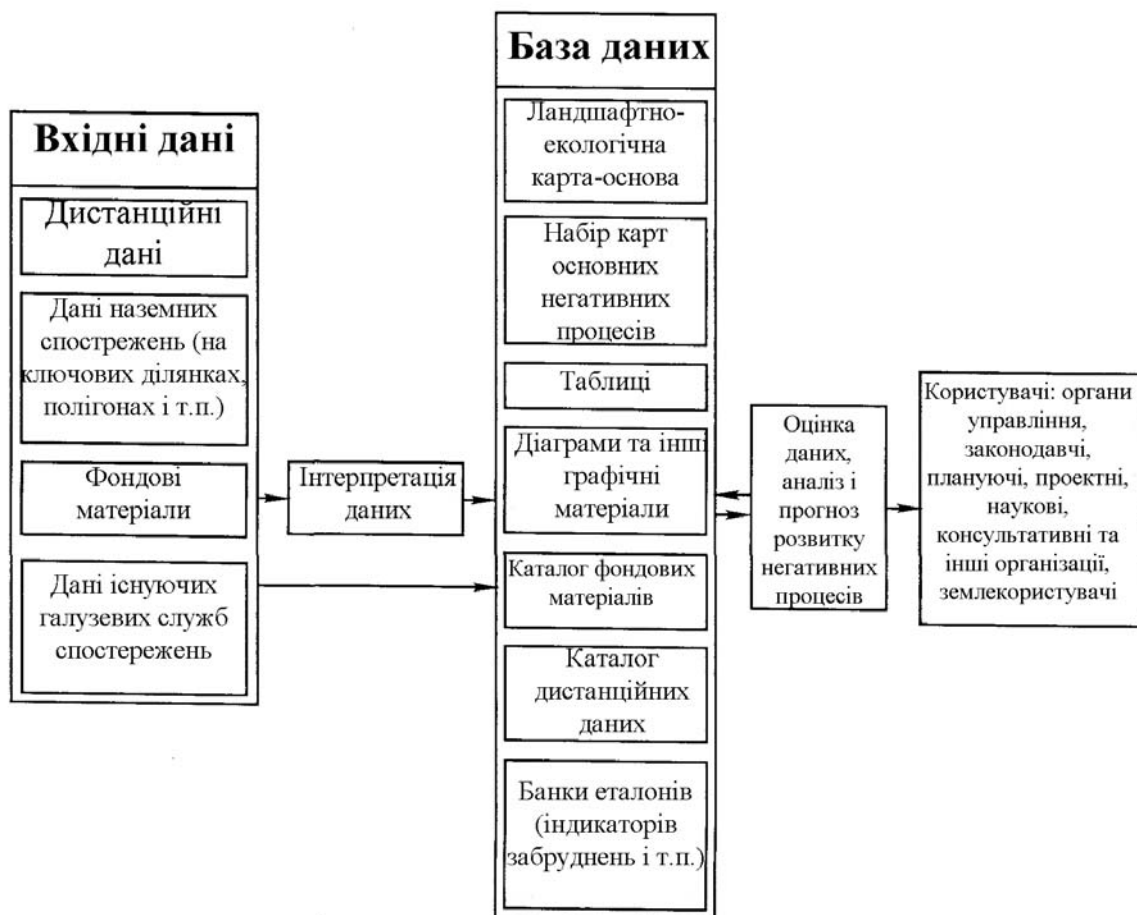 Вхідні дані
Дистанційні
дані
Дані наземних
спострежень (на
ключових ділянках,
полігонах і т.п.)
Фондові
матеріали
Дані існуючих
галузевих служб
спостережень
Інтерпретація
даних
База даних
Ландшафтно-
екологічна
карта-основа
Набір карт
основних
негативних
процесів
Таблиці
Діаграми та інші
графічні
матеріали
Каталог фондових
матеріалів
Каталог
дистанційних
даних
Банки еталонів
(індикаторів
забруднень і т.п.)
Оцінка
даних,
аналіз і
прогноз
розвитку
негативних
процесів
Користувачі: органи
управління,
законодавчі,
плануючі, проектні,
наукові,
консультативні та
інші організації,
землекористувачі